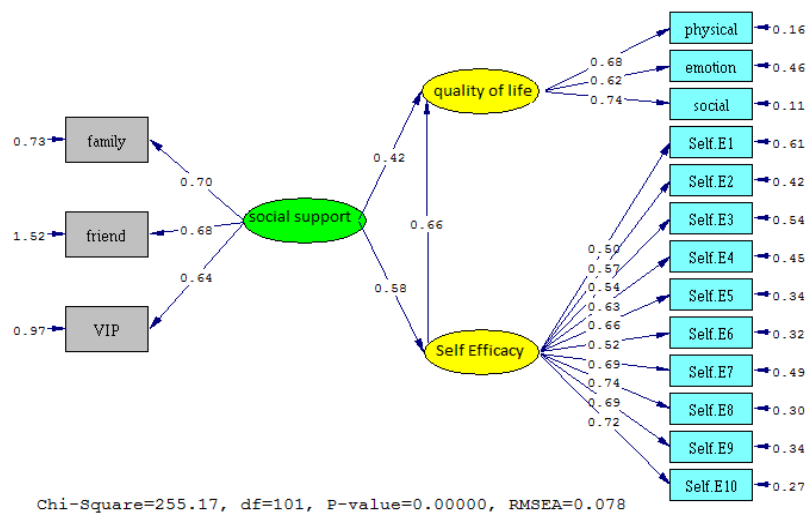 physical
0.16
0.68
emotion
0.46
0.62
quality of life
0.74
social
0.11
Self.E1
0.61
0.73
family
0.42
Self.E2
0.42
0.70
Self.E3
0.54
social support
0.66
0.50
1.52
friend
0.68
0.57
Self.E4
0.45
0.54
0.63
0.64
0.58
0.66
Self.E5
0.34
0.97
VIP
0.52
Self.E6
0.32
Self Efficacy
0.69
Self.E7
0.49
0.74
Self.E8
0.30
0.69
0.72
Self.E9
0.34
Self.E10
0.27
Chi-Square=255.17, df=101, P-value=0.00000, RMSEA=0.078